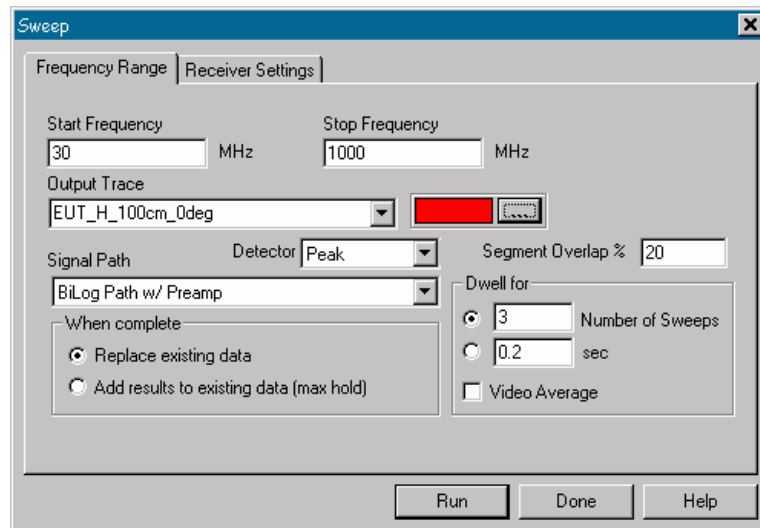 Sweep
Frequency Range Receiver Settings
Start Frequency Stop Frequency
30 MHz 1000 MHz
Output Trace
EUT_H_100cm_0deg ....
Signal Path Detector Peak Segment Overlap % 20
BiLog Path w/ Preamp Dwell for
When complete 3 Number of Sweeps
Replace existing data 0.2 sec
Add results to existing data (max hold) Video Average
Run Done Help